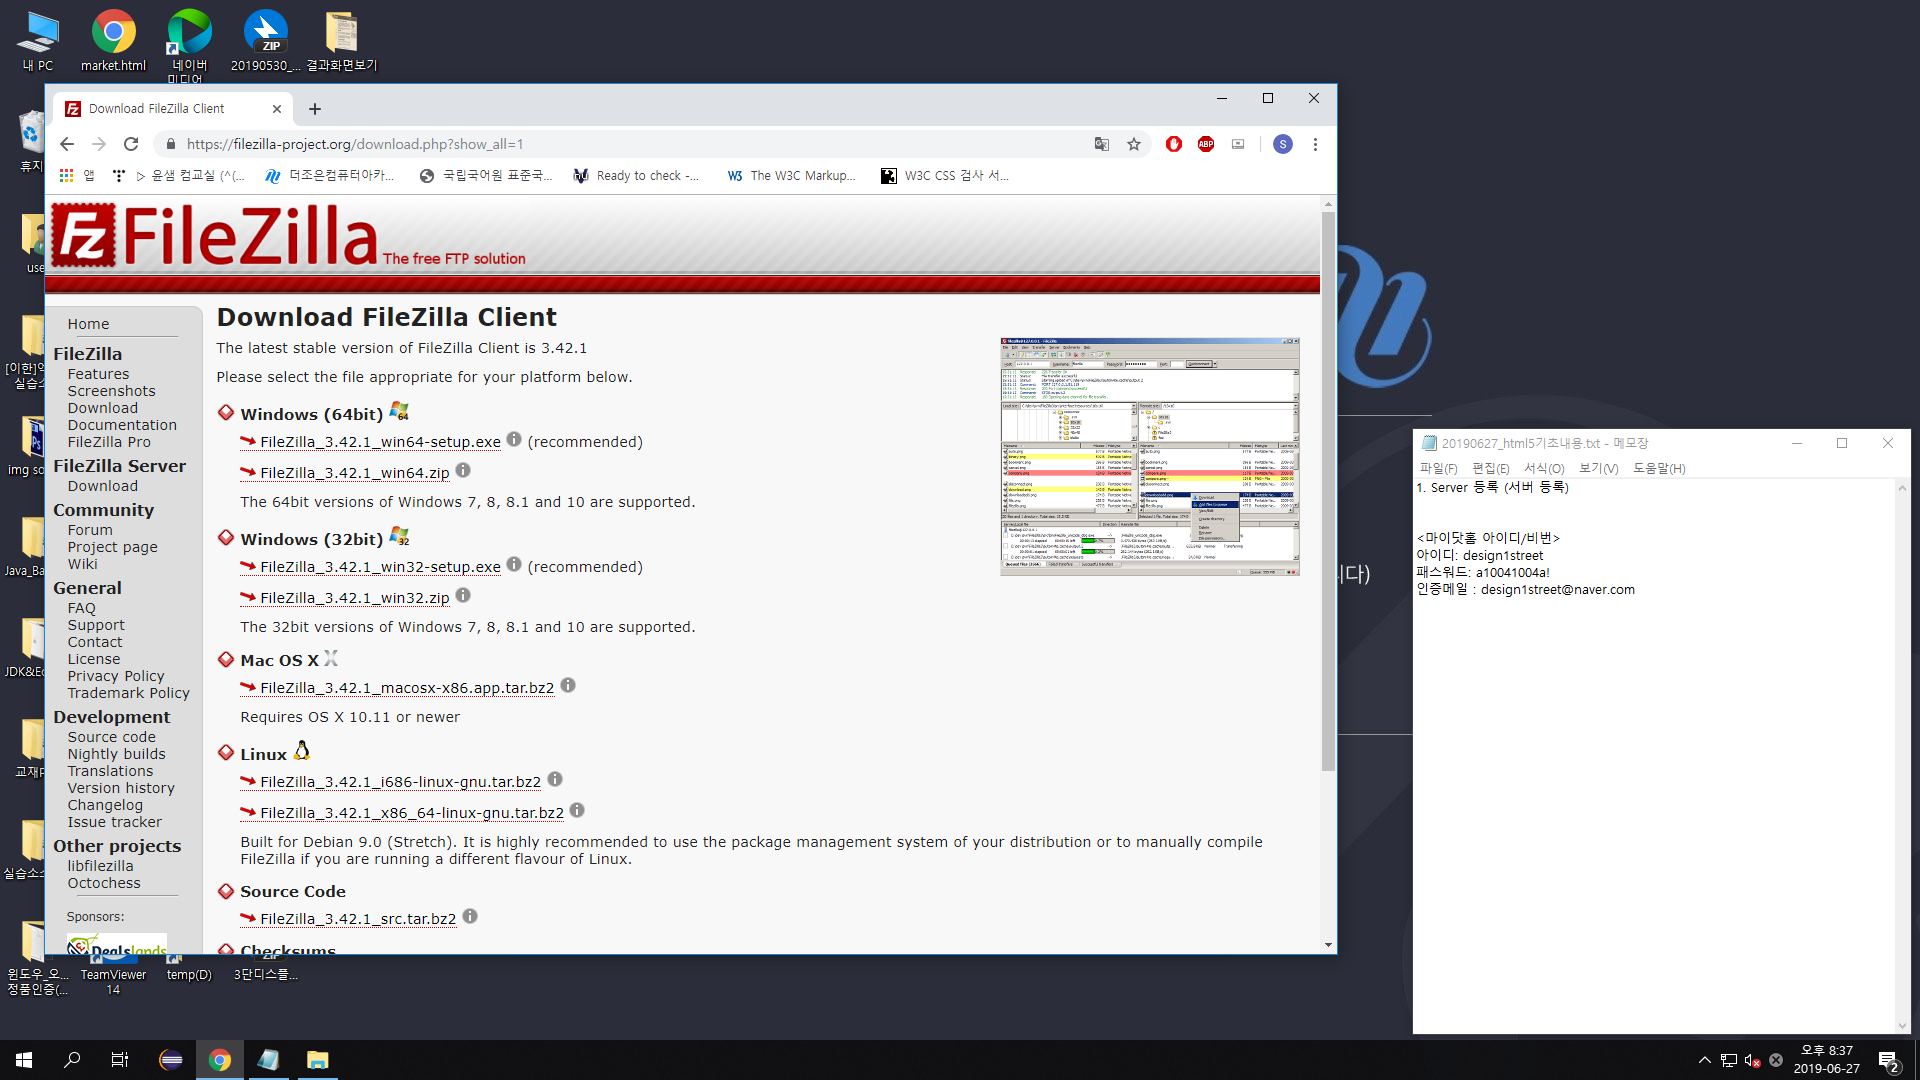 내 PC
market.html
네이버
미디어
20190530_...
결과화면보기
ZIP
Download FileZilla Client
https://filezilla-project.org/download.php?show_all=1
앱
▷ 윤샘 컴교실 (^(...
더조은컴퓨터아카...
국립국어원 표준국...
Ready to check -...
The W3C Markup...
W3C CSS 검사 서...
FileZilla
The free FTP solution
Home
FileZilla
Features
Screenshots
Download
Documentation
FileZilla Pro
FileZilla Server
Download
Community
Forum
Project page
Wiki
General
FAQ
Support
Contact
License
Privacy Policy
Trademark Policy
Development
Source code
Nightly builds
Translations
Version history
Changelog
Issue tracker
Other projects
libfilezilla
Octochess
Sponsors:
Dealslands
Download FileZilla Client
The latest stable version of FileZilla Client is 3.42.1
Please select the file appropriate for your platform below.
Windows (64bit)
FileZilla_3.42.1_win64-setup.exe (recommended)
FileZilla_3.42.1_win64.zip
The 64bit versions of Windows 7, 8, 8.1 and 10 are supported.
Windows (32bit)
FileZilla_3.42.1_win32-setup.exe (recommended)
FileZilla_3.42.1_win32.zip
The 32bit versions of Windows 7, 8, 8.1 and 10 are supported.
Mac OS X
FileZilla_3.42.1_macosx-x86.app.tar.bz2
Requires OS X 10.11 or newer
Linux
FileZilla_3.42.1_i686-linux-gnu.tar.bz2
FileZilla_3.42.1_x86_64-linux-gnu.tar.bz2
Built for Debian 9.0 (Stretch). It is highly recommended to use the package management system of your distribution or to manually compile
FileZilla if you are running a different flavour of Linux.
Source Code
FileZilla_3.42.1_src.tar.bz2
Checksums
20190627_html5기초내용.txt - 메모장
파일(F) 편집(E) 서식(O) 보기(V) 도움말(H)
1. Server 등록 (서버 등록)
<마이닷홈 아이디/비번>
아이디: design1street
패스워드: a10041004a!
인증메일 : design1street@naver.com
니다)
휴지
use
img so
Java_Ba
윈도우_오...
정품인증(...
TeamViewer
14
temp(D)
3단디스플...
오후 8:37
2019-06-27
2